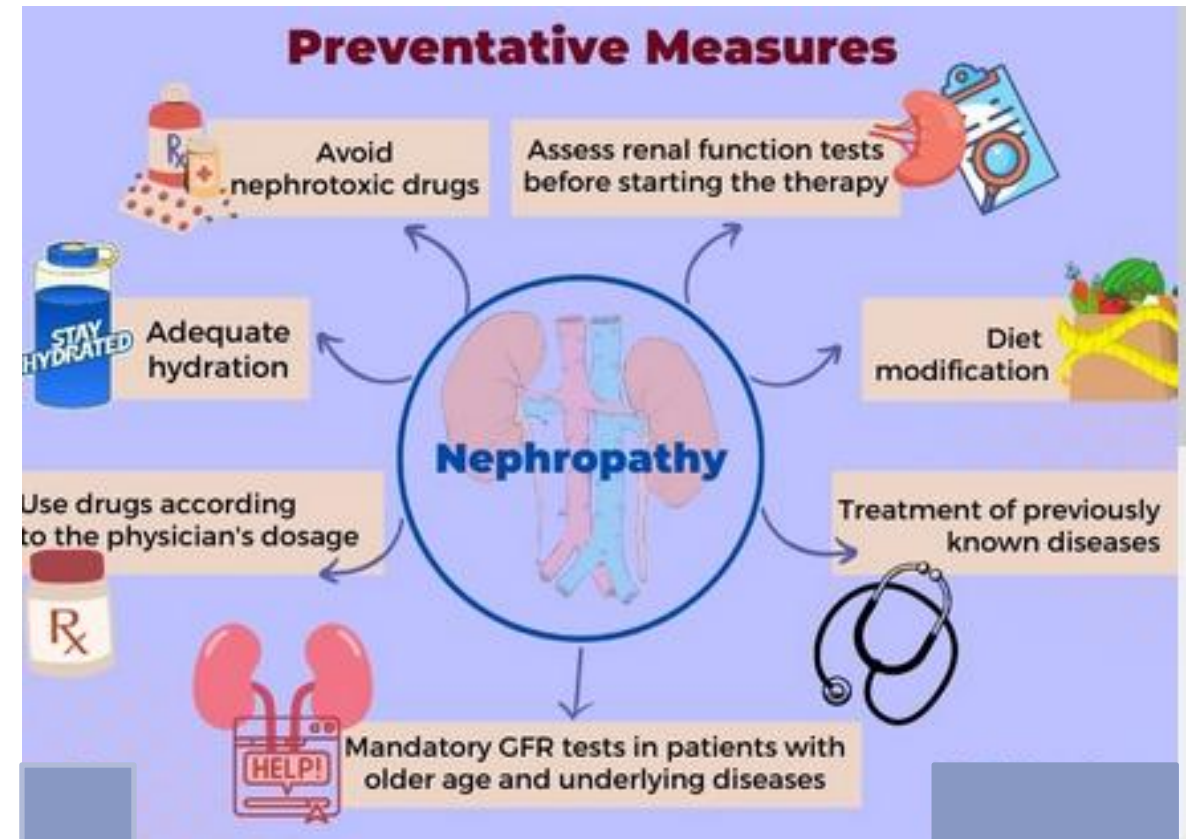 Preventative Measures
Avoid
nephrotoxic drugs
Rx
Assess renal function tests
before starting the therapy
STAY
HYDRATED
Adequate
hydration
Diet
modification
Nephropathy
Use drugs according
to the physician's dosage
Rx
Treatment of previously
known diseases
HELP!
Mandatory GFR tests in patients with
older age and underlying diseases